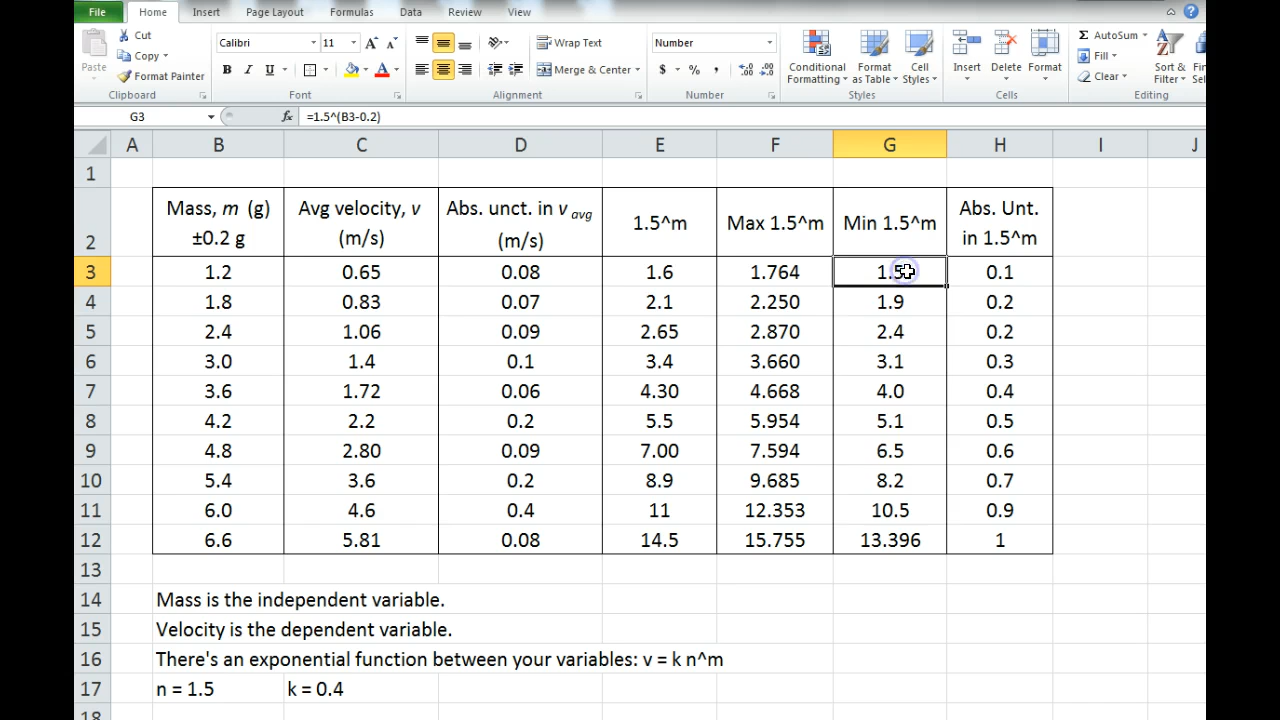 File Home Insert Page Layout Formulas Data Review View
Cut Calibri 11 Wrap Text Number AutoSum
Copy Fill
Paste Format Painter Merge & Center $ % , Conditional Formatting Format as Table Cell Styles Insert Delete Format Clear Sort & Filter
Clipboard Font Alignment Number Styles Cells Editing
G3 fx =1.5^(B3-0.2)
A B C D E F G H I J
1
2 Mass, m (g) ±0.2 g Avg velocity, v (m/s) Abs. unct. in v avg (m/s) 1.5^m Max 1.5^m Min 1.5^m Abs. Unt. in 1.5^m
3 1.2 0.65 0.08 1.6 1.764 1.5 0.1
4 1.8 0.83 0.07 2.1 2.250 1.9 0.2
5 2.4 1.06 0.09 2.65 2.870 2.4 0.2
6 3.0 1.4 0.1 3.4 3.660 3.1 0.3
7 3.6 1.72 0.06 4.30 4.668 4.0 0.4
8 4.2 2.2 0.2 5.5 5.954 5.1 0.5
9 4.8 2.80 0.09 7.00 7.594 6.5 0.6
10 5.4 3.6 0.2 8.9 9.685 8.2 0.7
11 6.0 4.6 0.4 11 12.353 10.5 0.9
12 6.6 5.81 0.08 14.5 15.755 13.396 1
13
14 Mass is the independent variable.
15 Velocity is the dependent variable.
16 There's an exponential function between your variables: v = k n^m
17 n = 1.5 k = 0.4
18